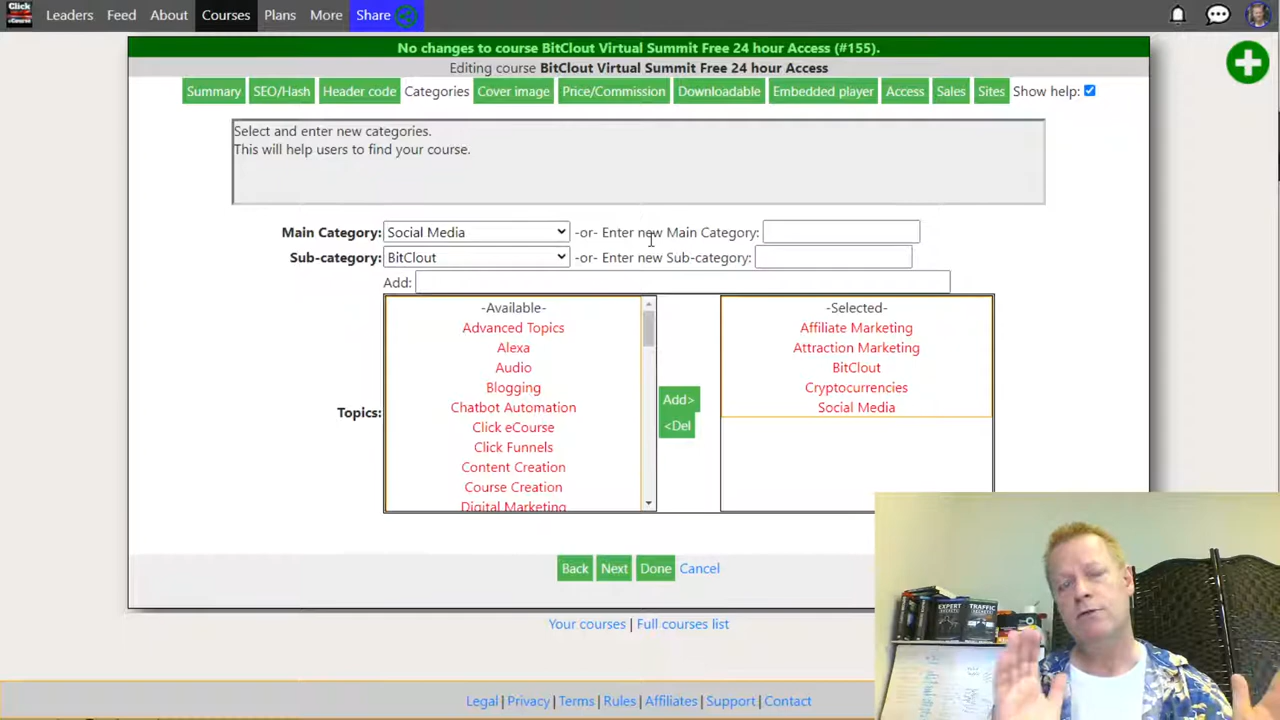 Click
eCourse
Leaders Feed About Courses Plans More Share
No changes to course BitClout Virtual Summit Free 24 hour Access (#155).
Editing course BitClout Virtual Summit Free 24 hour Access
Summary SEO/Hash Header code Categories Cover image Price/Commission Downloadable Embedded player Access Sales Sites Show help:
Select and enter new categories.
This will help users to find your course.
Main Category: Social Media -or- Enter new Main Category:
Sub-category: BitClout -or- Enter new Sub-category:
Add:
Topics:
-Available-
Advanced Topics
Alexa
Audio
Blogging
Chatbot Automation
Click eCourse
Click Funnels
Content Creation
Course Creation
Digital Marketing
Add>
<Del
-Selected-
Affiliate Marketing
Attraction Marketing
BitClout
Cryptocurrencies
Social Media
Back Next Done Cancel
Your courses | Full courses list
Legal | Privacy | Terms | Rules | Affiliates | Support | Contact
EXPERT
SECRETS
TRAFFIC
SECRETS